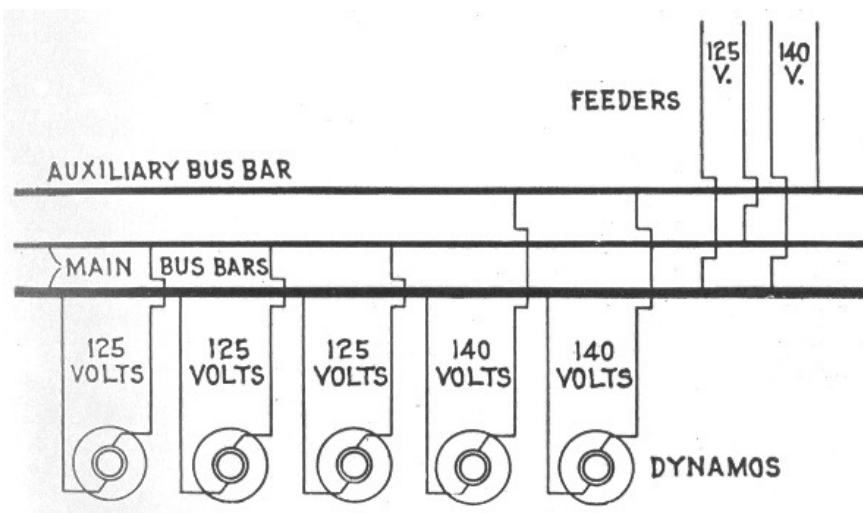 125
V.
140
V.
FEEDERS
AUXILIARY BUS BAR
MAIN BUS BARS
125
VOLTS
125
VOLTS
125
VOLTS
140
VOLTS
140
VOLTS
DYNAMOS